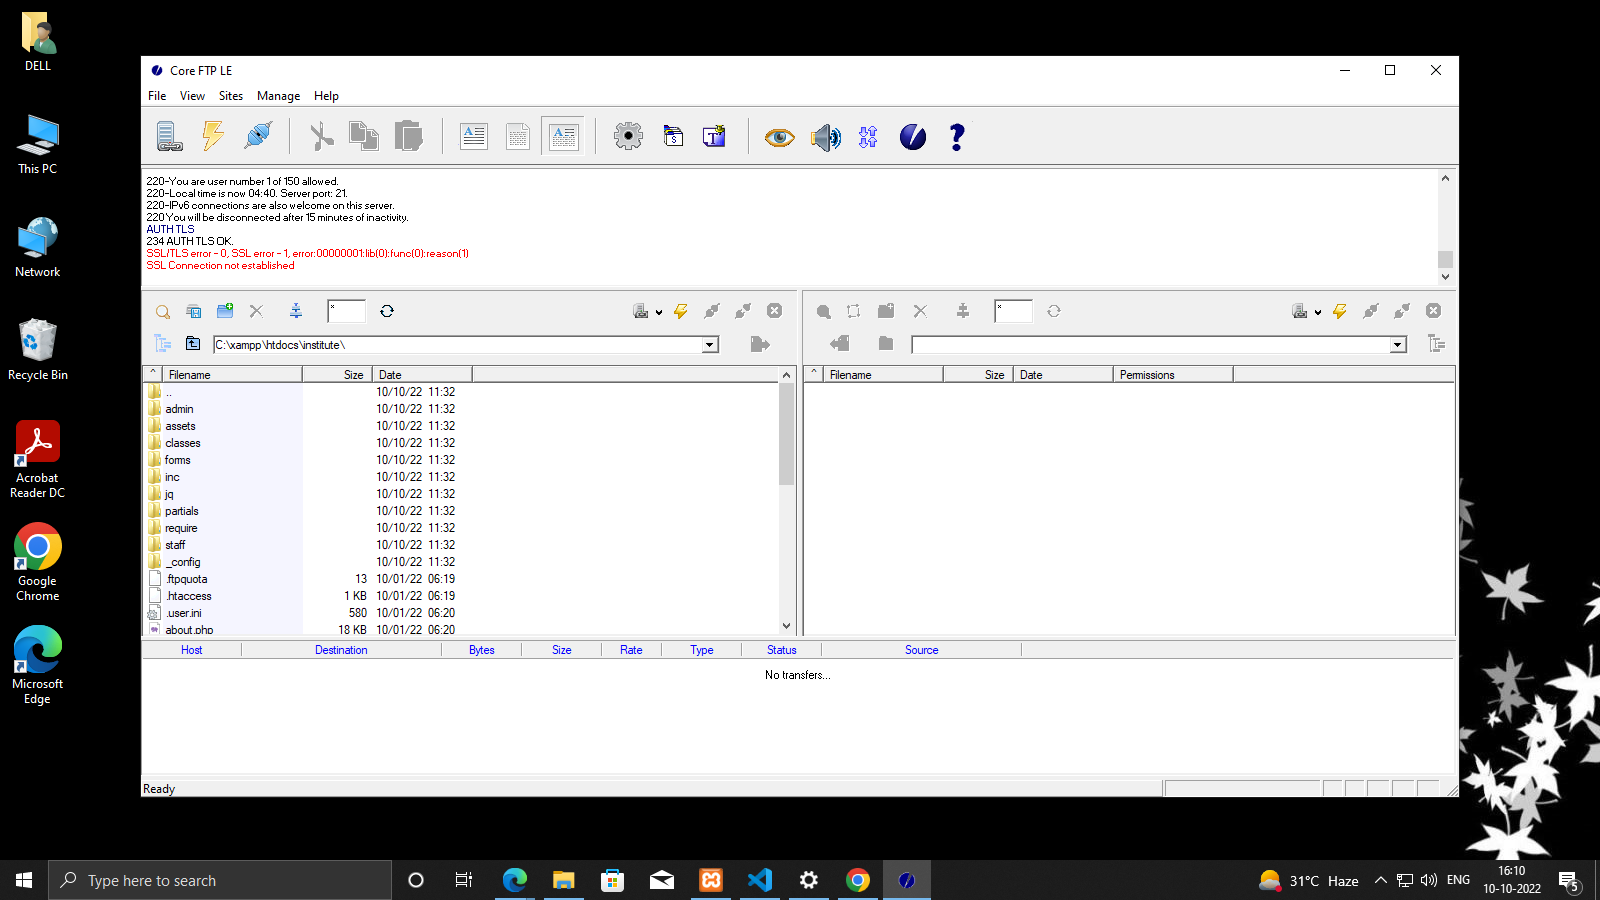 DELL
This PC
Network
Recycle Bin
Acrobat
Reader DC
Google
Chrome
Microsoft
Edge
Core FTP LE
File View Sites Manage Help
220-You are user number 1 of 150 allowed.
220-Local time is now 04:40. Server port: 21.
220-IPv6 connections are also welcome on this server.
220 You will be disconnected after 15 minutes of inactivity.
AUTH TLS
234 AUTH TLS OK.
SSL/TLS error - 0, SSL error - 1, error:00000001:lib(0):func(0):reason(1)
SSL Connection not established
* *
C:\xampp\htdocs\institute\
^ Filename Size Date
.. 10/10/22 11:32
admin 10/10/22 11:32
assets 10/10/22 11:32
classes 10/10/22 11:32
forms 10/10/22 11:32
inc 10/10/22 11:32
jq 10/10/22 11:32
partials 10/10/22 11:32
require 10/10/22 11:32
staff 10/10/22 11:32
_config 10/10/22 11:32
.ftpquota 13 10/01/22 06:19
.htaccess 1 KB 10/01/22 06:19
.user.ini 580 10/01/22 06:20
about.php 18 KB 10/01/22 06:20
^ Filename Size Date Permissions
Host Destination Bytes Size Rate Type Status Source
No transfers...
Ready
Type here to search
31°C Haze
ENG
16:10
10-10-2022
5